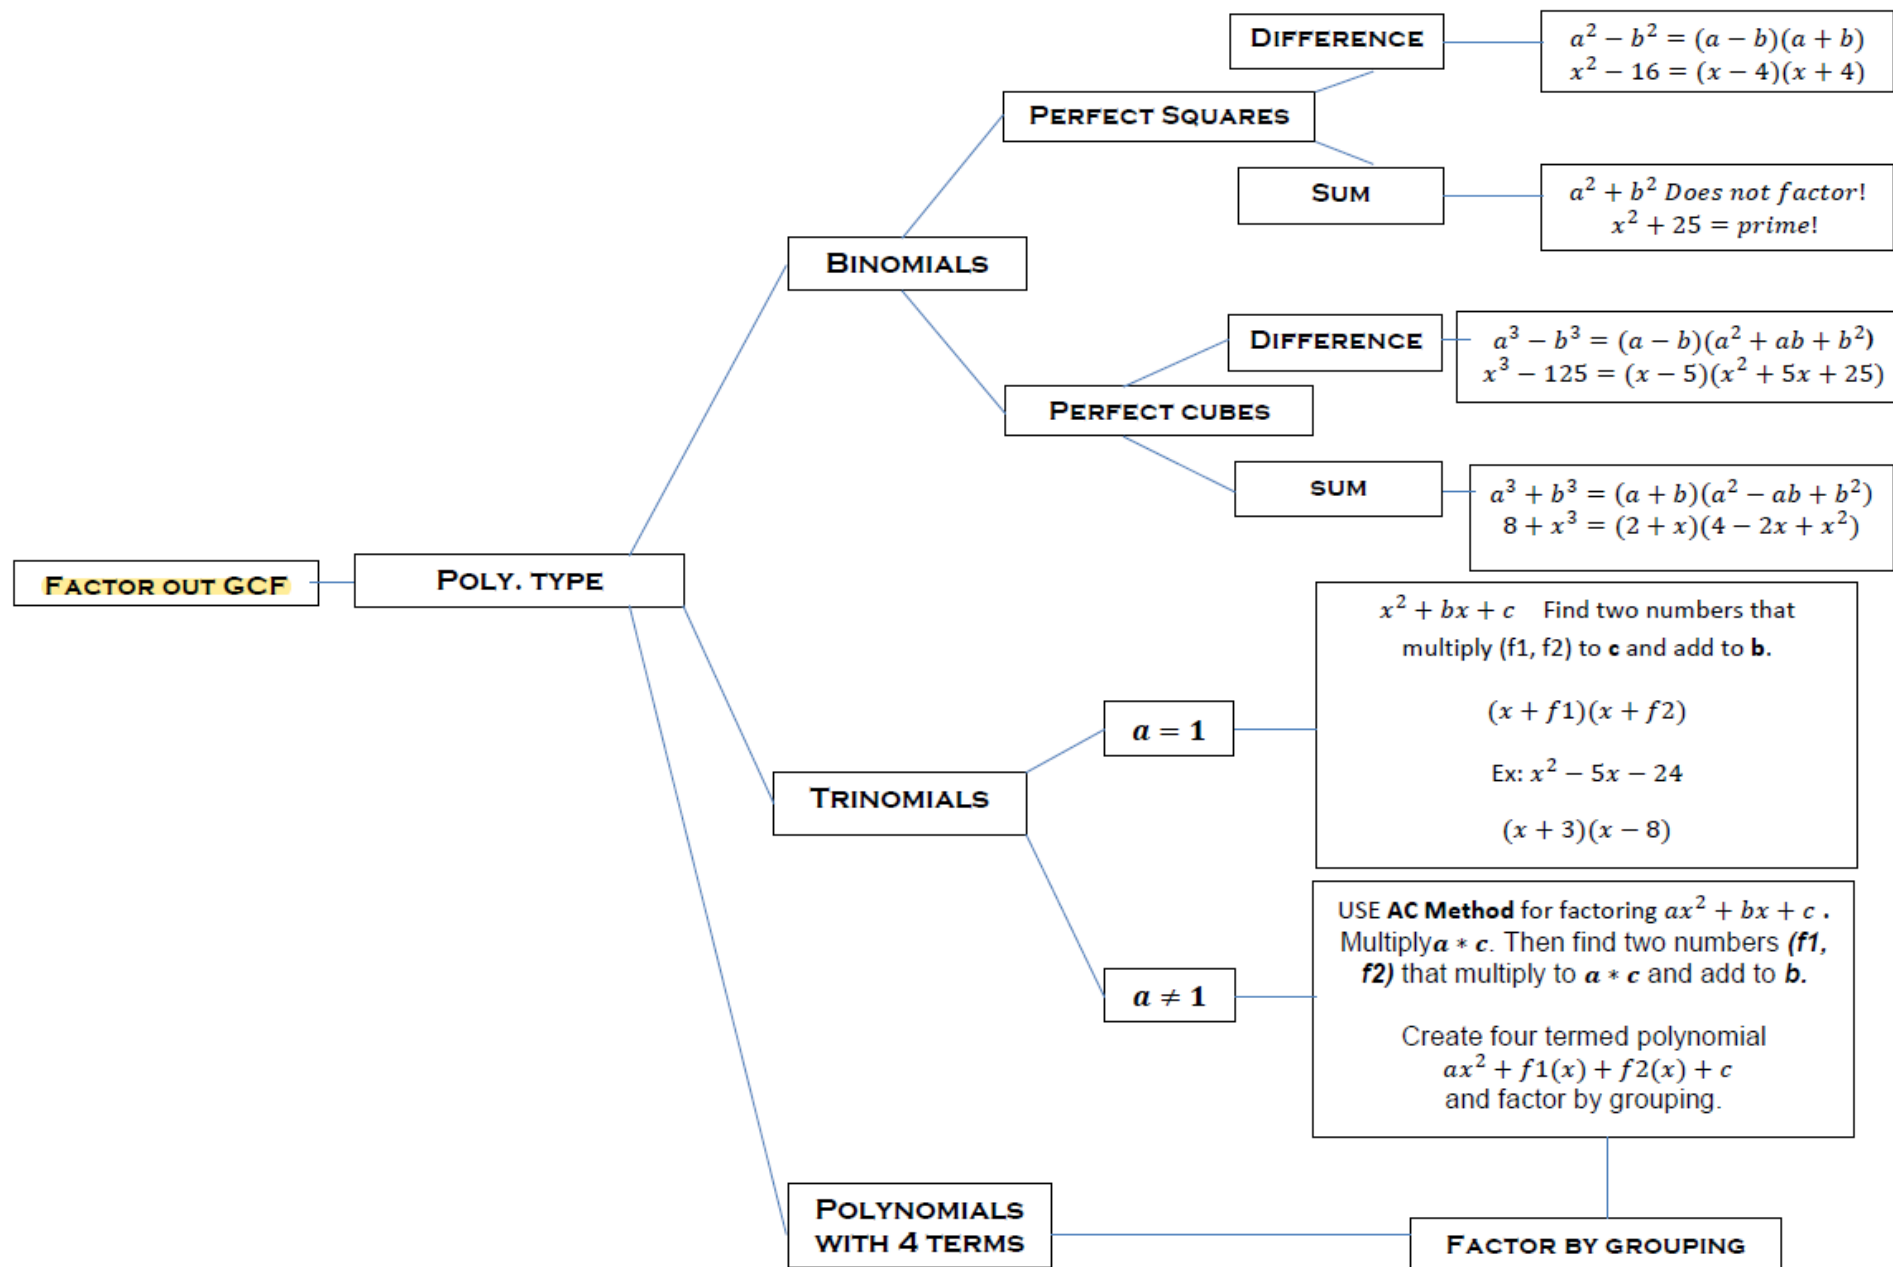 FACTOR OUT GCF
POLY. TYPE
BINOMIALS
PERFECT SQUARES
DIFFERENCE
a² − b² = (a − b)(a + b)
x² − 16 = (x − 4)(x + 4)
SUM
a² + b² Does not factor!
x² + 25 = prime!
PERFECT CUBES
DIFFERENCE
a³ − b³ = (a − b)(a² + ab + b²)
x³ − 125 = (x − 5)(x² + 5x + 25)
SUM
a³ + b³ = (a + b)(a² − ab + b²)
8 + x³ = (2 + x)(4 − 2x + x²)
TRINOMIALS
a = 1
x² + bx + c Find two numbers that
multiply (f1, f2) to c and add to b.
(x + f1)(x + f2)
Ex: x² − 5x − 24
(x + 3)(x − 8)
a ≠ 1
USE AC Method for factoring ax² + bx + c .
Multiply a * c. Then find two numbers (f1,
f2) that multiply to a * c and add to b.
Create four termed polynomial
ax² + f1(x) + f2(x) + c
and factor by grouping.
POLYNOMIALS
WITH 4 TERMS
FACTOR BY GROUPING